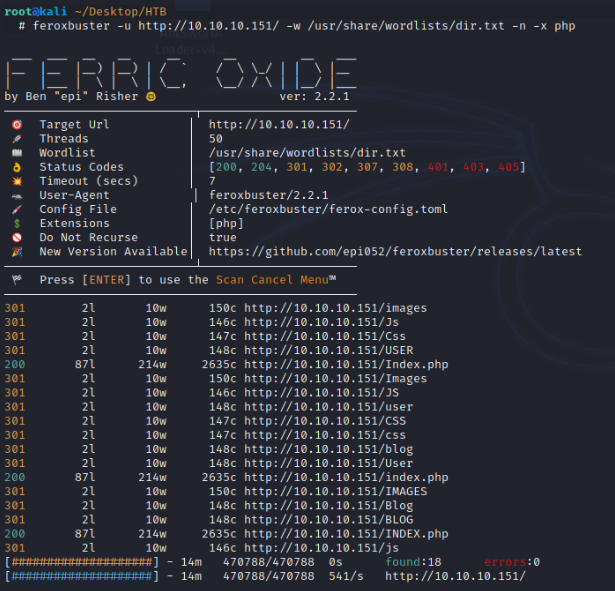 root@kali ~/Desktop/HTB
# feroxbuster -u http://10.10.10.151/ -w /usr/share/wordlists/dir.txt -n -x php
FERRIC OXIDE
by Ben "epi" Risher 🤓 ver: 2.2.1
🎯 Target Url │ http://10.10.10.151/
🚀 Threads │ 50
📖 Wordlist │ /usr/share/wordlists/dir.txt
👌 Status Codes │ [200, 204, 301, 302, 307, 308, 401, 403, 405]
💥 Timeout (secs) │ 7
🦡 User-Agent │ feroxbuster/2.2.1
💉 Config File │ /etc/feroxbuster/ferox-config.toml
💲 Extensions │ [php]
🚫 Do Not Recurse │ true
🎉 New Version Available │ https://github.com/epi052/feroxbuster/releases/latest
🏁 Press [ENTER] to use the Scan Cancel Menu™
301 2l 10w 150c http://10.10.10.151/images
301 2l 10w 146c http://10.10.10.151/Js
301 2l 10w 147c http://10.10.10.151/Css
301 2l 10w 148c http://10.10.10.151/USER
200 87l 214w 2635c http://10.10.10.151/Index.php
301 2l 10w 150c http://10.10.10.151/Images
301 2l 10w 146c http://10.10.10.151/JS
301 2l 10w 148c http://10.10.10.151/user
301 2l 10w 147c http://10.10.10.151/CSS
301 2l 10w 147c http://10.10.10.151/css
301 2l 10w 148c http://10.10.10.151/blog
301 2l 10w 148c http://10.10.10.151/User
200 87l 214w 2635c http://10.10.10.151/index.php
301 2l 10w 150c http://10.10.10.151/IMAGES
301 2l 10w 148c http://10.10.10.151/Blog
301 2l 10w 148c http://10.10.10.151/BLOG
200 87l 214w 2635c http://10.10.10.151/INDEX.php
301 2l 10w 146c http://10.10.10.151/js
[####################] - 14m 470788/470788 0s found:18 errors:0
[####################] - 14m 470788/470788 541/s http://10.10.10.151/